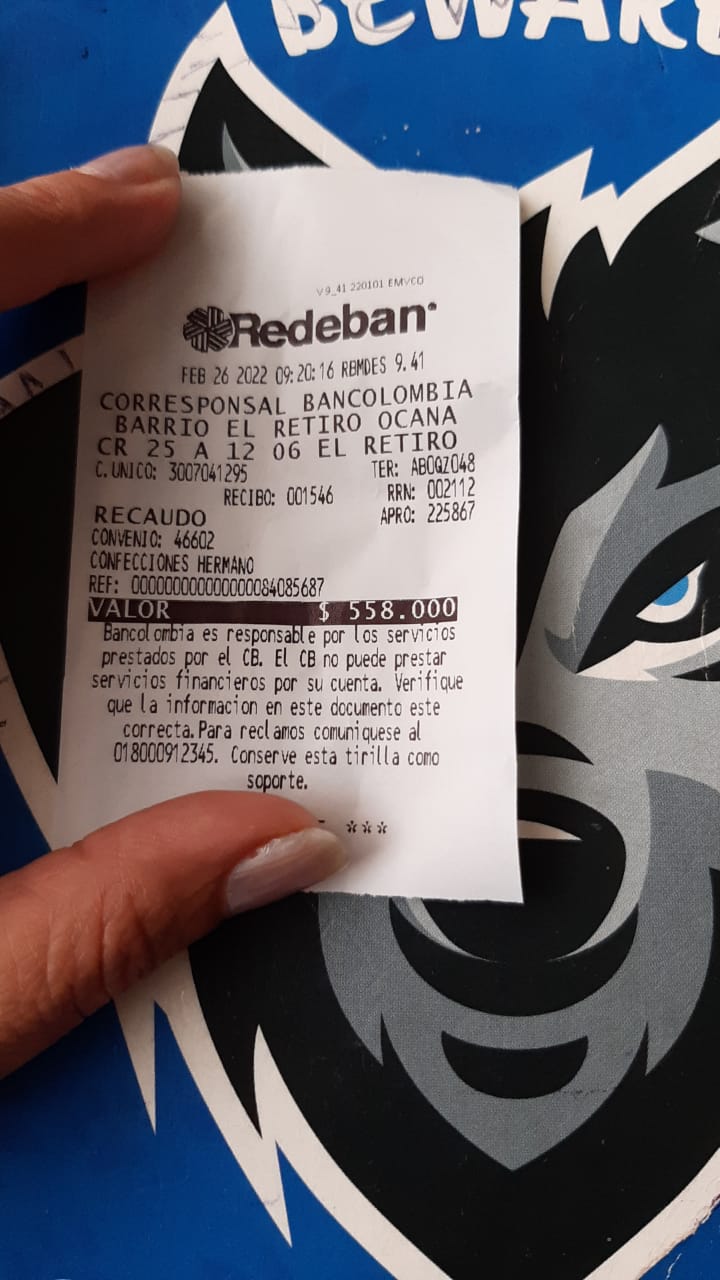 BEWARE
V9_41 220101 EMVCO
Redeban
FEB 26 2022 09:20:16 RBMDES 9.41
CORRESPONSAL BANCOLOMBIA
BARRIO EL RETIRO OCANA
CR 25 A 12 06 EL RETIRO
C.UNICO: 3007041295 TER: ABOQZ048
RECIBO: 001546 RRN: 002112
RECAUDO APRO: 225867
CONVENIO: 46602
CONFECCIONES HERMANO
REF: 00000000000000084085687
VALOR $ 558.000
Bancolombia es responsable por los servicios
prestados por el CB. El CB no puede prestar
servicios financieros por su cuenta. Verifique
que la informacion en este documento este
correcta.Para reclamos comuniquese al
018000912345. Conserve esta tirilla como
soporte.
***